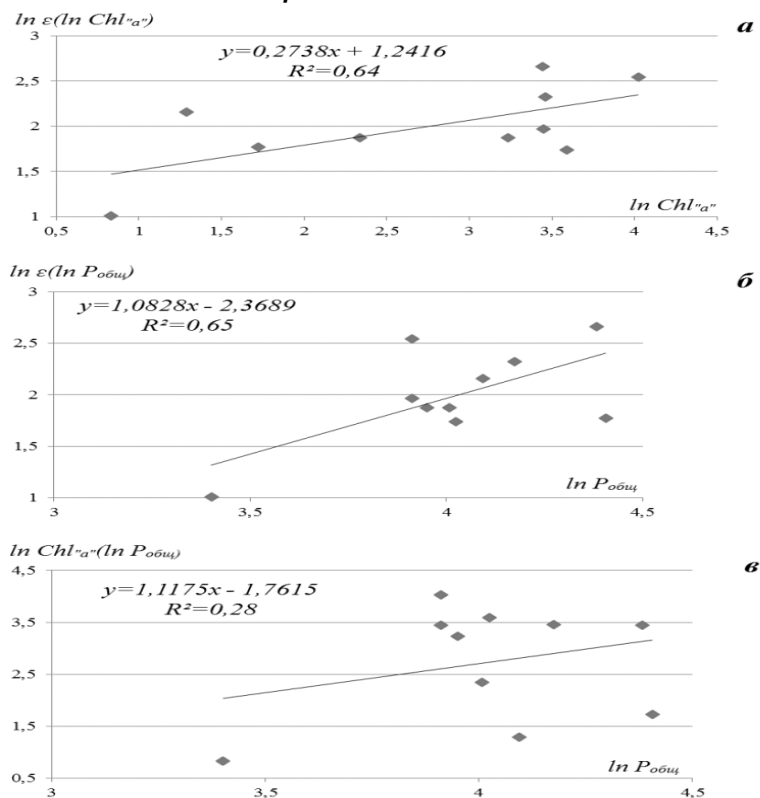 ln ε(ln Chl"a")
а
3
y=0,2738x + 1,2416
R²=0,64
2,5
2
1,5
ln Chl"a"
1
0,5 1 1,5 2 2,5 3 3,5 4 4,5
ln ε(ln Pобщ)
б
3
y=1,0828x - 2,3689
R²=0,65
2,5
2
1,5
ln Pобщ
1
3 3,5 4 4,5
ln Chl"a"(ln Pобщ)
в
4,5
y=1,1175x - 1,7615
R²=0,28
3,5
2,5
1,5
ln Pобщ
0,5
3 3,5 4 4,5